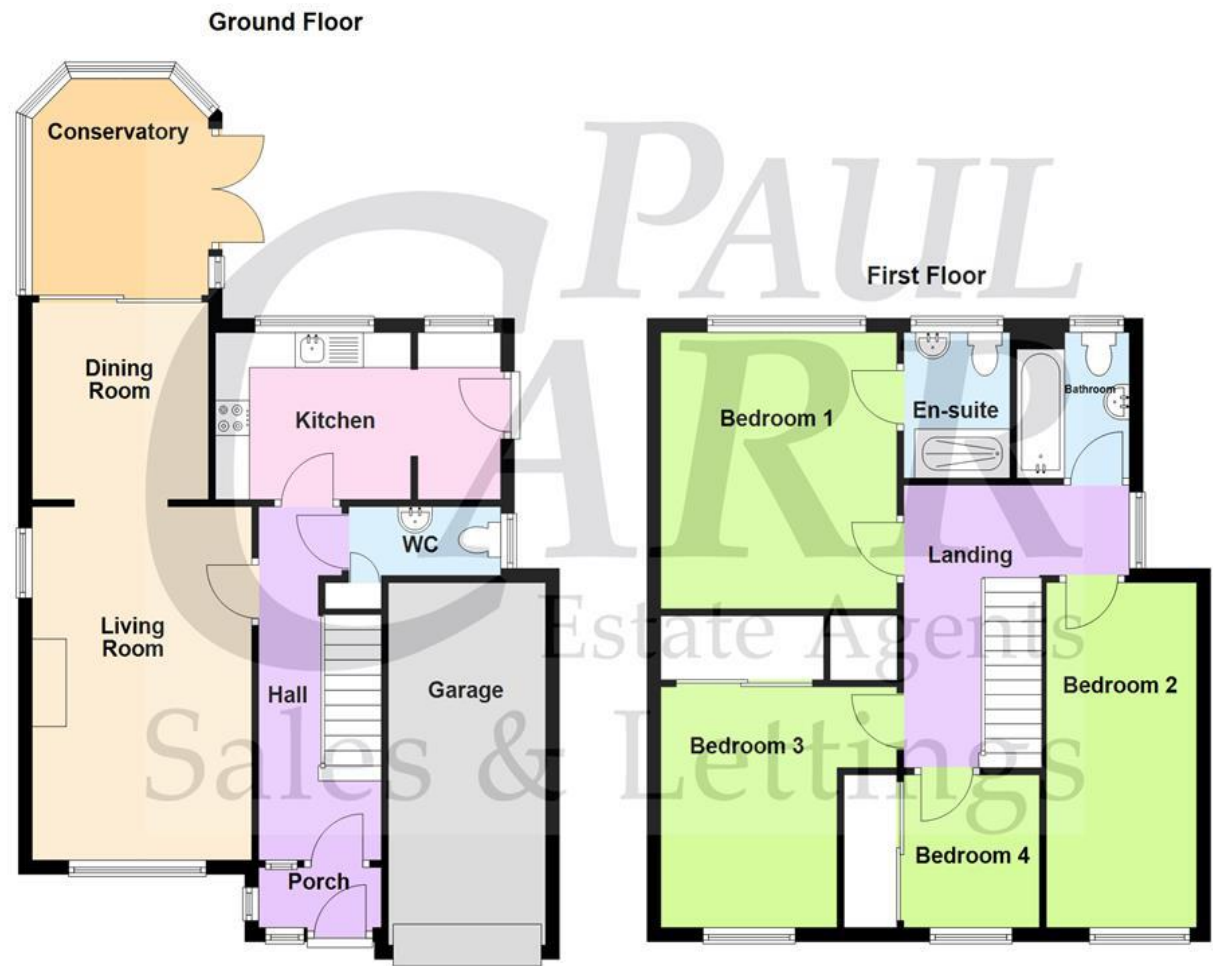 Ground Floor
Conservatory
PAUL
CARR
Estate Agents
Sales & Lettings
First Floor
Dining
Room
Kitchen
WC
Living
Room
Hall
Garage
Porch
Bedroom 1
En-suite
Bathroom
Landing
Bedroom 2
Bedroom 3
Bedroom 4